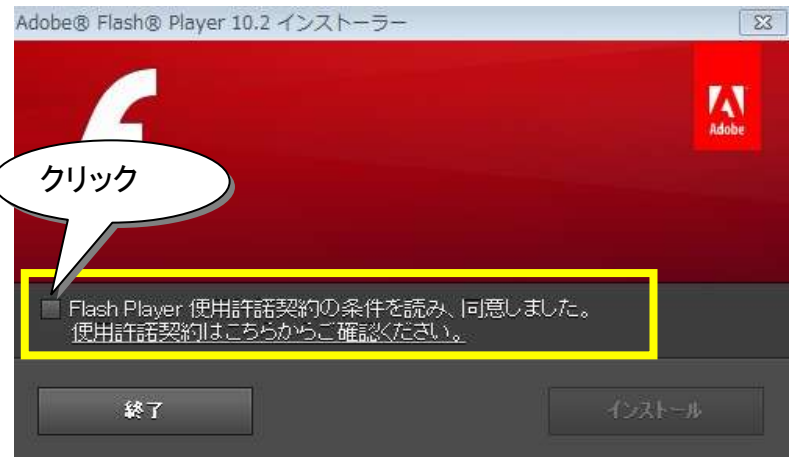 Adobe® Flash® Player 10.2 インストーラー
Adobe
クリック
Flash Player 使用許諾契約の条件を読み、同意しました。
使用許諾契約はこちらからご確認ください。
終了
インストール